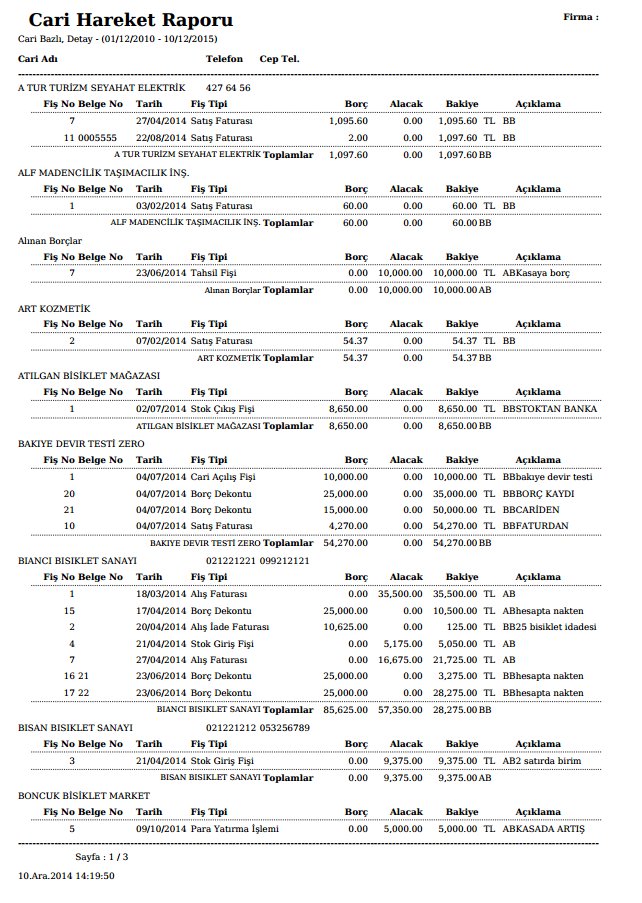 Cari Hareket Raporu
Firma :
Cari Bazlı, Detay - (01/12/2010 - 10/12/2015)
Cari Adı Telefon Cep Tel.
A TUR TURİZM SEYAHAT ELEKTRİK 427 64 56
Fiş No Belge No Tarih Fiş Tipi Borç Alacak Bakiye Açıklama
7 27/04/2014 Satış Faturası 1,095.60 0.00 1,095.60 TL BB
11 0005555 22/08/2014 Satış Faturası 2.00 0.00 1,097.60 TL BB
A TUR TURİZM SEYAHAT ELEKTRİK Toplamlar 1,097.60 0.00 1,097.60 BB
ALF MADENCİLİK TAŞIMACILIK İNŞ.
Fiş No Belge No Tarih Fiş Tipi Borç Alacak Bakiye Açıklama
1 03/02/2014 Satış Faturası 60.00 0.00 60.00 TL BB
ALF MADENCİLİK TAŞIMACILIK İNŞ. Toplamlar 60.00 0.00 60.00 BB
Alınan Borçlar
Fiş No Belge No Tarih Fiş Tipi Borç Alacak Bakiye Açıklama
7 23/06/2014 Tahsil Fişi 0.00 10,000.00 10,000.00 TL ABKasaya borç
Alınan Borçlar Toplamlar 0.00 10,000.00 10,000.00 AB
ART KOZMETİK
Fiş No Belge No Tarih Fiş Tipi Borç Alacak Bakiye Açıklama
2 07/02/2014 Satış Faturası 54.37 0.00 54.37 TL BB
ART KOZMETİK Toplamlar 54.37 0.00 54.37 BB
ATILGAN BİSİKLET MAĞAZASI
Fiş No Belge No Tarih Fiş Tipi Borç Alacak Bakiye Açıklama
1 02/07/2014 Stok Çıkış Fişi 8,650.00 0.00 8,650.00 TL BBSTOKTAN BANKA
ATILGAN BİSİKLET MAĞAZASI Toplamlar 8,650.00 0.00 8,650.00 BB
BAKIYE DEVIR TESTİ ZERO
Fiş No Belge No Tarih Fiş Tipi Borç Alacak Bakiye Açıklama
1 04/07/2014 Cari Açılış Fişi 10,000.00 0.00 10,000.00 TL BBbakıye devir testi
20 04/07/2014 Borç Dekontu 25,000.00 0.00 35,000.00 TL BBBORÇ KAYDI
21 04/07/2014 Borç Dekontu 15,000.00 0.00 50,000.00 TL BBCARİDEN
10 04/07/2014 Satış Faturası 4,270.00 0.00 54,270.00 TL BBFATURDAN
BAKIYE DEVIR TESTİ ZERO Toplamlar 54,270.00 0.00 54,270.00 BB
BIANCI BISIKLET SANAYI 021221221 099212121
Fiş No Belge No Tarih Fiş Tipi Borç Alacak Bakiye Açıklama
1 18/03/2014 Alış Faturası 0.00 35,500.00 35,500.00 TL AB
15 17/04/2014 Borç Dekontu 25,000.00 0.00 10,500.00 TL ABhesapta nakten
2 20/04/2014 Alış İade Faturası 10,625.00 0.00 125.00 TL BB25 bisiklet idadesi
4 21/04/2014 Stok Giriş Fişi 0.00 5,175.00 5,050.00 TL AB
7 27/04/2014 Alış Faturası 0.00 16,675.00 21,725.00 TL AB
16 21 23/06/2014 Borç Dekontu 25,000.00 0.00 3,275.00 TL BBhesapta nakten
17 22 23/06/2014 Borç Dekontu 25,000.00 0.00 28,275.00 TL BBhesapta nakten
BIANCI BISIKLET SANAYI Toplamlar 85,625.00 57,350.00 28,275.00 BB
BISAN BISIKLET SANAYI 021221212 053256789
Fiş No Belge No Tarih Fiş Tipi Borç Alacak Bakiye Açıklama
3 21/04/2014 Stok Giriş Fişi 0.00 9,375.00 9,375.00 TL AB2 satırda birim
BISAN BISIKLET SANAYI Toplamlar 0.00 9,375.00 9,375.00 AB
BONCUK BİSİKLET MARKET
Fiş No Belge No Tarih Fiş Tipi Borç Alacak Bakiye Açıklama
5 09/10/2014 Para Yatırma İşlemi 0.00 5,000.00 5,000.00 TL ABKASADA ARTIŞ
Sayfa : 1 / 3
10.Ara.2014 14:19:50